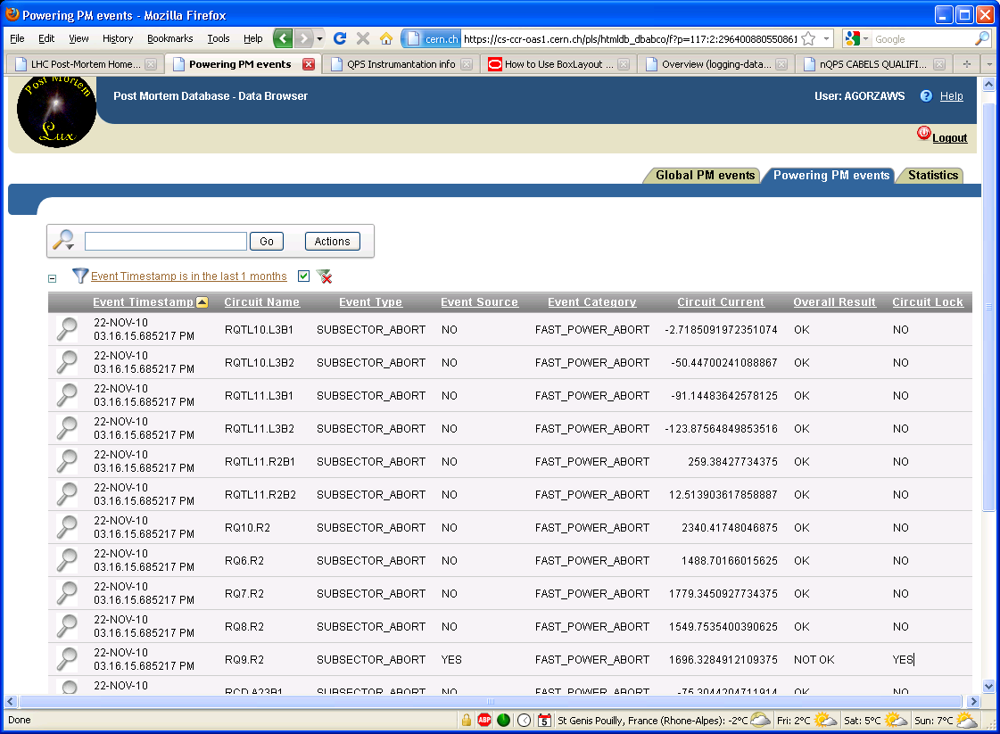 Powering PM events - Mozilla Firefox
File Edit View History Bookmarks Tools Help cern.ch https://cs-ccr-oas1.cern.ch/pls/htmldb_dbabco/f?p=117:2:296400880550861 Google
LHC Post-Mortem Home... Powering PM events QPS Instrumantation info How to Use BoxLayout ... Overview (logging-data... nQPS CABELS QUALIFI...
Post Mortem
Lux
Post Mortem Database - Data Browser User: AGORZAWS Help
Logout
Global PM events Powering PM events Statistics
Go Actions
Event Timestamp is in the last 1 months
Event Timestamp Circuit Name Event Type Event Source Event Category Circuit Current Overall Result Circuit Lock
22-NOV-10
03.16.15.685217 PM RQTL10.L3B1 SUBSECTOR_ABORT NO FAST_POWER_ABORT -2.7185091972351074 OK NO
22-NOV-10
03.16.15.685217 PM RQTL10.L3B2 SUBSECTOR_ABORT NO FAST_POWER_ABORT -50.44700241088867 OK NO
22-NOV-10
03.16.15.685217 PM RQTL11.L3B1 SUBSECTOR_ABORT NO FAST_POWER_ABORT -91.14483642578125 OK NO
22-NOV-10
03.16.15.685217 PM RQTL11.L3B2 SUBSECTOR_ABORT NO FAST_POWER_ABORT -123.87564849853516 OK NO
22-NOV-10
03.16.15.685217 PM RQTL11.R2B1 SUBSECTOR_ABORT NO FAST_POWER_ABORT 259.38427734375 OK NO
22-NOV-10
03.16.15.685217 PM RQTL11.R2B2 SUBSECTOR_ABORT NO FAST_POWER_ABORT 12.513903617858887 OK NO
22-NOV-10
03.16.15.685217 PM RQ10.R2 SUBSECTOR_ABORT NO FAST_POWER_ABORT 2340.41748046875 OK NO
22-NOV-10
03.16.15.685217 PM RQ6.R2 SUBSECTOR_ABORT NO FAST_POWER_ABORT 1488.70166015625 OK NO
22-NOV-10
03.16.15.685217 PM RQ7.R2 SUBSECTOR_ABORT NO FAST_POWER_ABORT 1779.3450927734375 OK NO
22-NOV-10
03.16.15.685217 PM RQ8.R2 SUBSECTOR_ABORT NO FAST_POWER_ABORT 1549.7535400390625 OK NO
22-NOV-10
03.16.15.685217 PM RQ9.R2 SUBSECTOR_ABORT YES FAST_POWER_ABORT 1696.3284912109375 NOT OK YES
22-NOV-10
RCD.A23B1 SUBSECTOR_ABORT NO FAST_POWER_ABORT -75.3044204711914 OK NO
Done ABP 5 St Genis Pouilly, France (Rhone-Alpes): -2°C Fri: 2°C Sat: 5°C Sun: 7°C